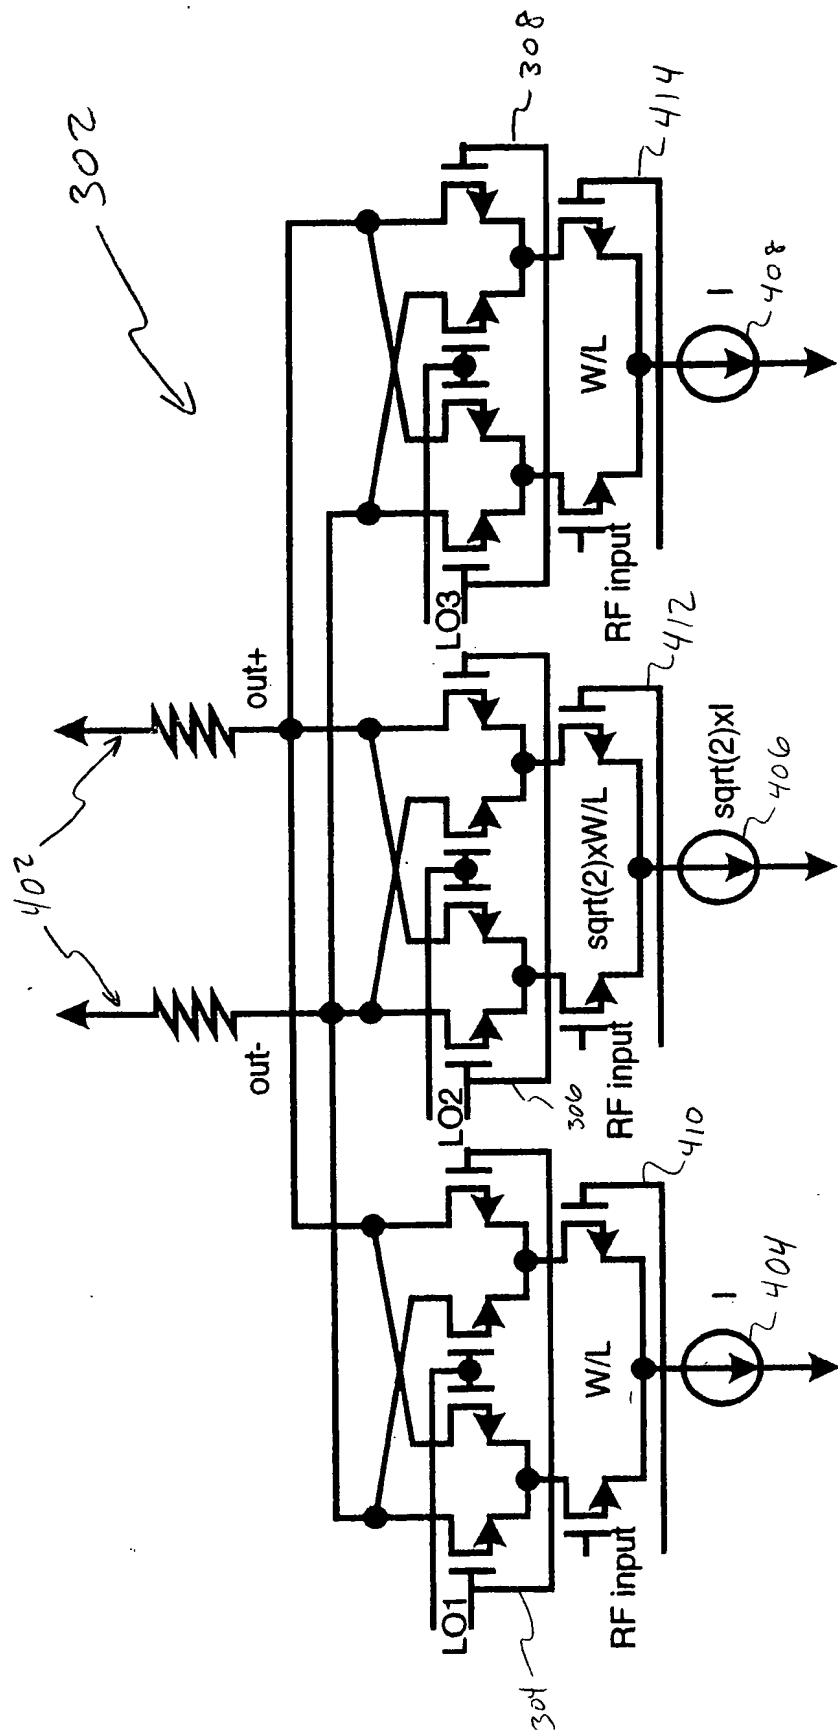 302
402
out-
out+
LO1
LO2
LO3
304
306
308
RF input
RF input
RF input
W/L
sqrt(2)xW/L
W/L
410
412
414
I
sqrt(2)xI
I
404
406
408